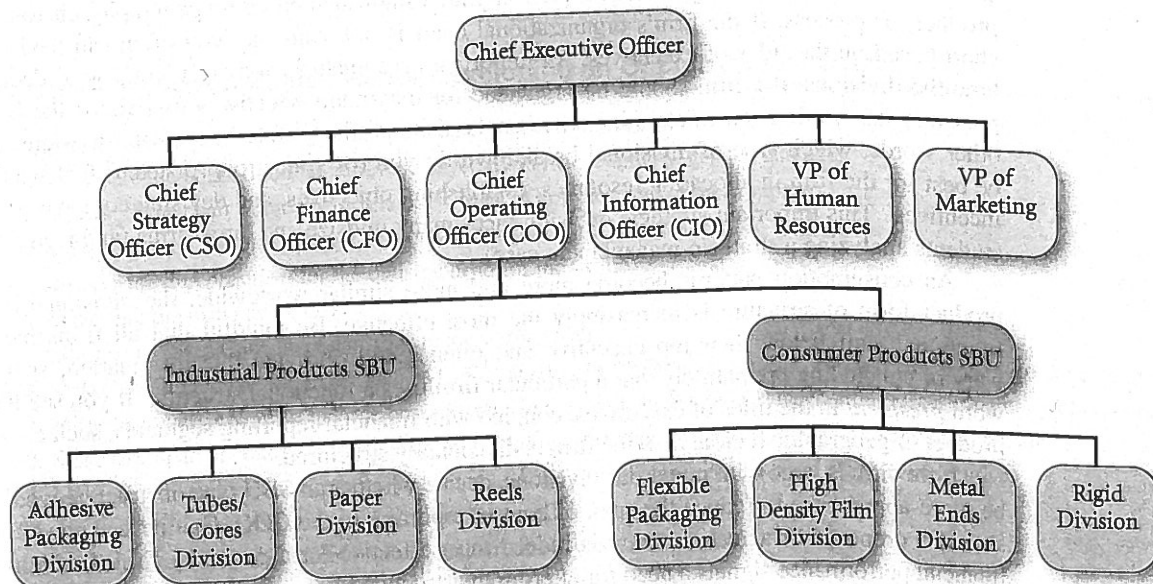 Chief Executive Officer
Chief
Strategy
Officer (CSO)
Chief
Finance
Officer (CFO)
Chief
Operating
Officer (COO)
Chief
Information
Officer (CIO)
VP of
Human
Resources
VP of
Marketing
Industrial Products SBU
Consumer Products SBU
Adhesive
Packaging
Division
Tubes/
Cores
Division
Paper
Division
Reels
Division
Flexible
Packaging
Division
High
Density Film
Division
Metal
Ends
Division
Rigid
Division